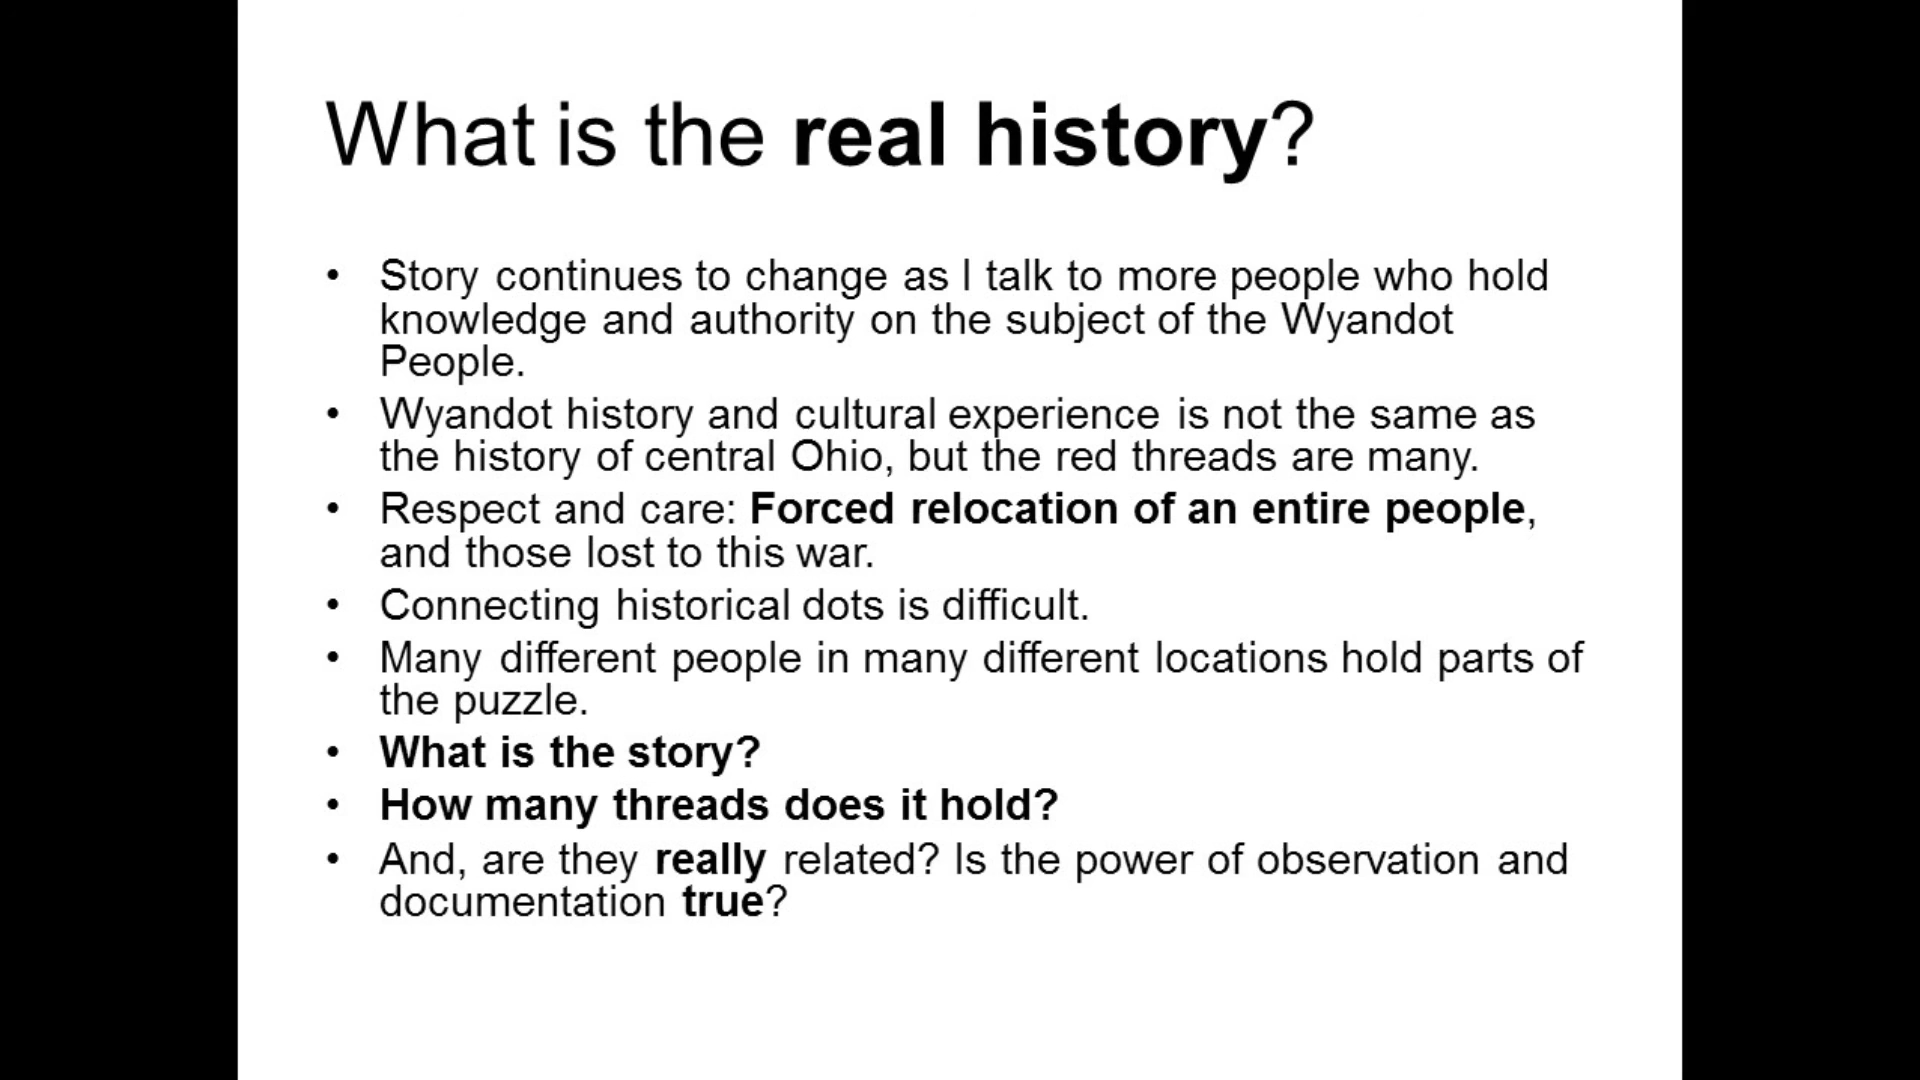 What is the real history?
• Story continues to change as I talk to more people who hold
knowledge and authority on the subject of the Wyandot
People.
• Wyandot history and cultural experience is not the same as
the history of central Ohio, but the red threads are many.
• Respect and care: Forced relocation of an entire people,
and those lost to this war.
• Connecting historical dots is difficult.
• Many different people in many different locations hold parts of
the puzzle.
• What is the story?
• How many threads does it hold?
• And, are they really related? Is the power of observation and
documentation true?